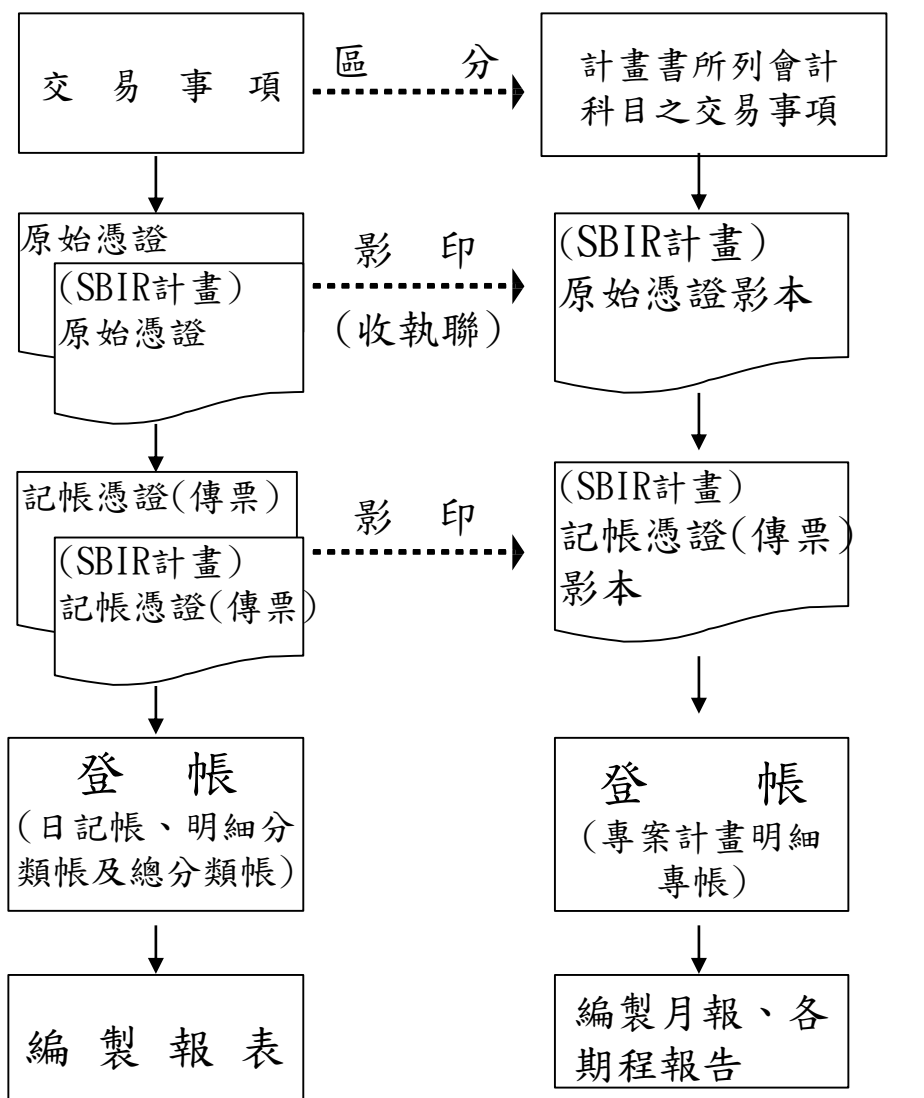 交易事項
區分
計畫書所列會計
科目之交易事項
原始憑證
(SBIR計畫)
原始憑證
影印
(收執聯)
(SBIR計畫)
原始憑證影本
記帳憑證(傳票)
(SBIR計畫)
記帳憑證(傳票)
影印
(SBIR計畫)
記帳憑證(傳票)
影本
登帳
(日記帳、明細分
類帳及總分類帳)
登帳
(專案計畫明細
專帳)
編製報表
編製月報、各
期程報告